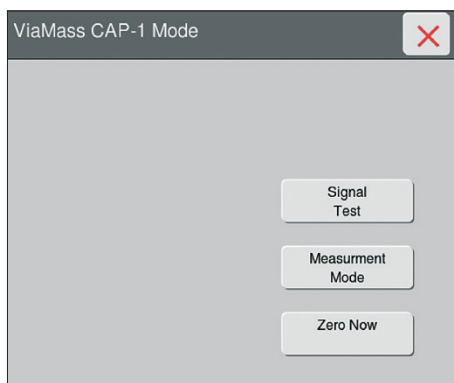 ViaMass CAP-1 Mode
Signal
Test
Measurment
Mode
Zero Now